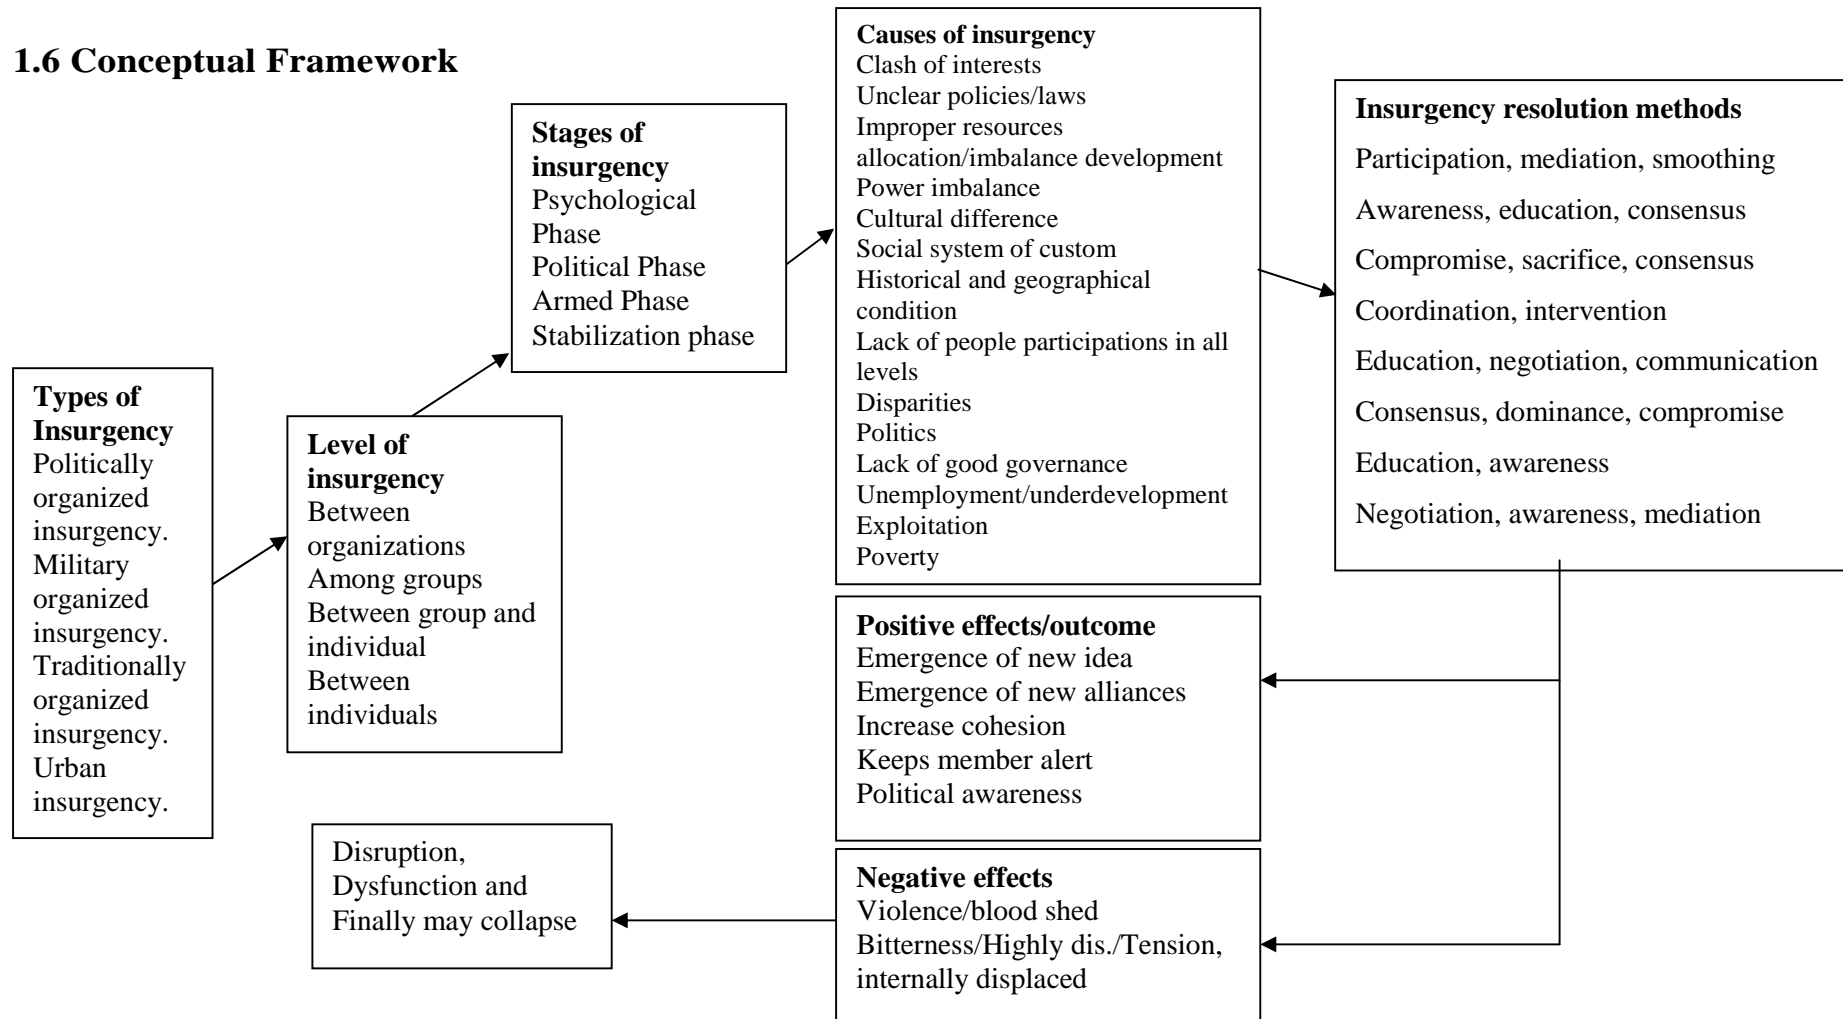 1.6 Conceptual Framework
Types of
Insurgency
Politically
organized
insurgency.
Military
organized
insurgency.
Traditionally
organized
insurgency.
Urban
insurgency.
Level of
insurgency
Between
organizations
Among groups
Between group and
individual
Between
individuals
Stages of
insurgency
Psychological
Phase
Political Phase
Armed Phase
Stabilization phase
Causes of insurgency
Clash of interests
Unclear policies/laws
Improper resources
allocation/imbalance development
Power imbalance
Cultural difference
Social system of custom
Historical and geographical
condition
Lack of people participations in all
levels
Disparities
Politics
Lack of good governance
Unemployment/underdevelopment
Exploitation
Poverty
Insurgency resolution methods
Participation, mediation, smoothing
Awareness, education, consensus
Compromise, sacrifice, consensus
Coordination, intervention
Education, negotiation, communication
Consensus, dominance, compromise
Education, awareness
Negotiation, awareness, mediation
Positive effects/outcome
Emergence of new idea
Emergence of new alliances
Increase cohesion
Keeps member alert
Political awareness
Negative effects
Violence/blood shed
Bitterness/Highly dis./Tension,
internally displaced
Disruption,
Dysfunction and
Finally may collapse